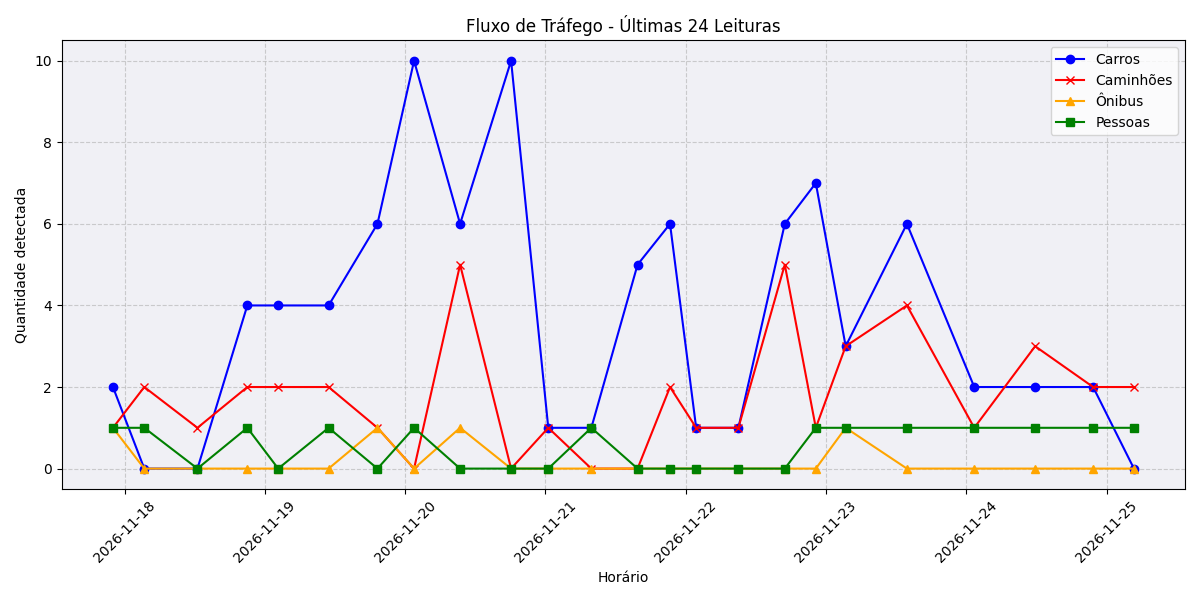 Fluxo de Tráfego - Últimas 24 Leituras
Carros
Caminhões
Ônibus
Pessoas
Quantidade detectada
10
8
6
4
2
0
2026-11-18
2026-11-19
2026-11-20
2026-11-21
2026-11-22
2026-11-23
2026-11-24
2026-11-25
Horário